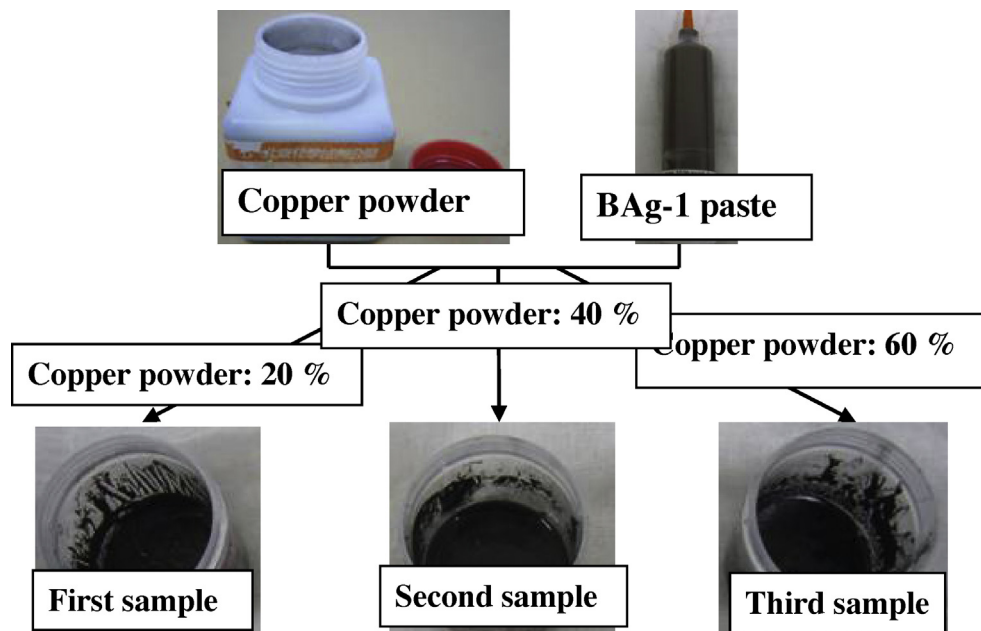 Copper powder
BAg-1 paste
Copper powder: 40 %
Copper powder: 60 %
Copper powder: 20 %
First sample
Second sample
Third sample